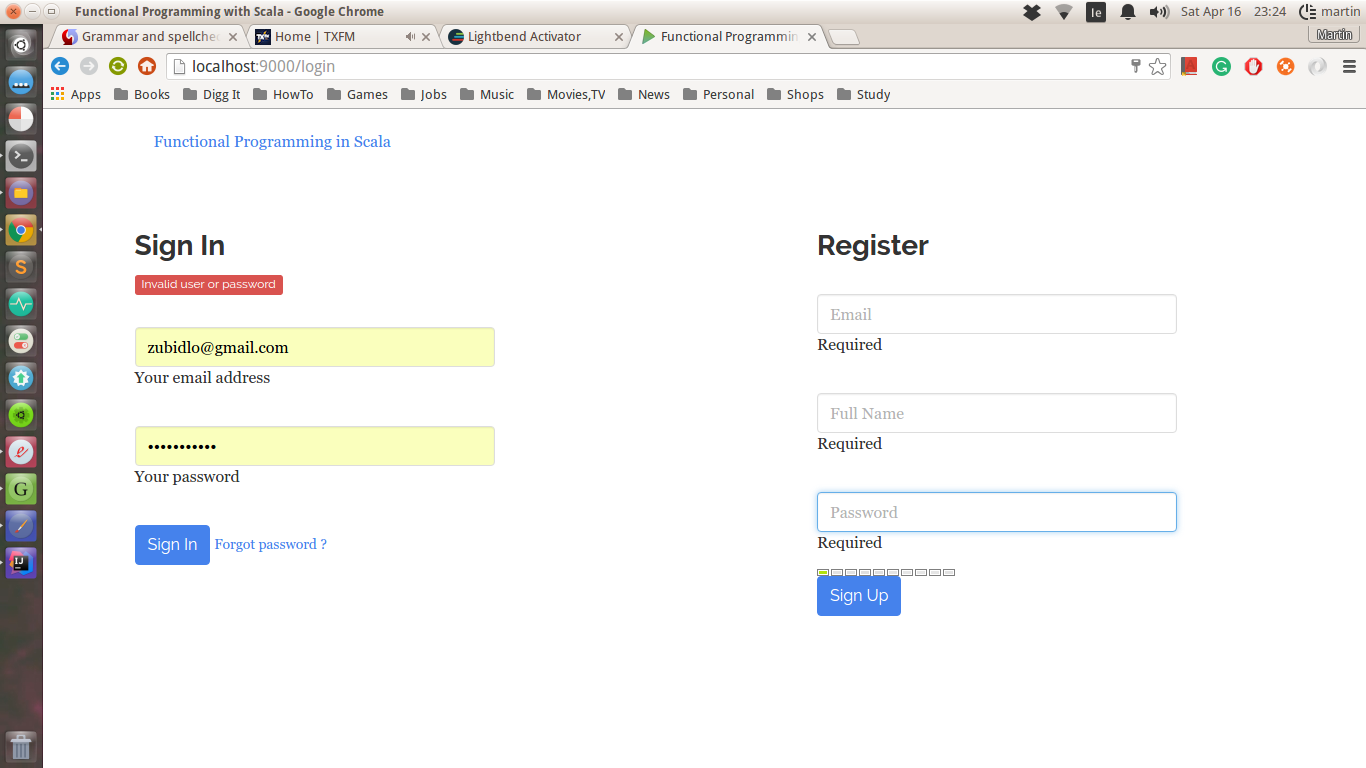 Functional Programming with Scala - Google Chrome
Ie
Sat Apr 16
23:24
martin
Grammar and spellchec
Home | TXFM
Lightbend Activator
Functional Programmin
Martin
localhost:9000/login
Apps
Books
Digg It
HowTo
Games
Jobs
Music
Movies,TV
News
Personal
Shops
Study
Functional Programming in Scala
Sign In
Invalid user or password
zubidlo@gmail.com
Your email address
•••••••••••
Your password
Sign In
Forgot password ?
Register
Email
Required
Full Name
Required
Password
Required
Sign Up